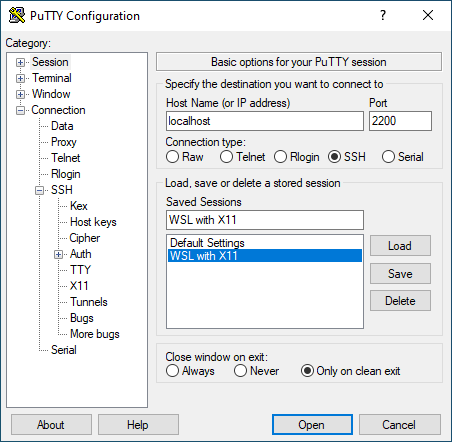 PuTTY Configuration
?
Category:
Session
Terminal
Window
Connection
Data
Proxy
Telnet
Rlogin
SSH
Kex
Host keys
Cipher
Auth
TTY
X11
Tunnels
Bugs
More bugs
Serial
Basic options for your PuTTY session
Specify the destination you want to connect to
Host Name (or IP address) Port
localhost 2200
Connection type:
Raw Telnet Rlogin SSH Serial
Load, save or delete a stored session
Saved Sessions
WSL with X11
Default Settings
WSL with X11
Load
Save
Delete
Close window on exit:
Always Never Only on clean exit
About Help Open Cancel